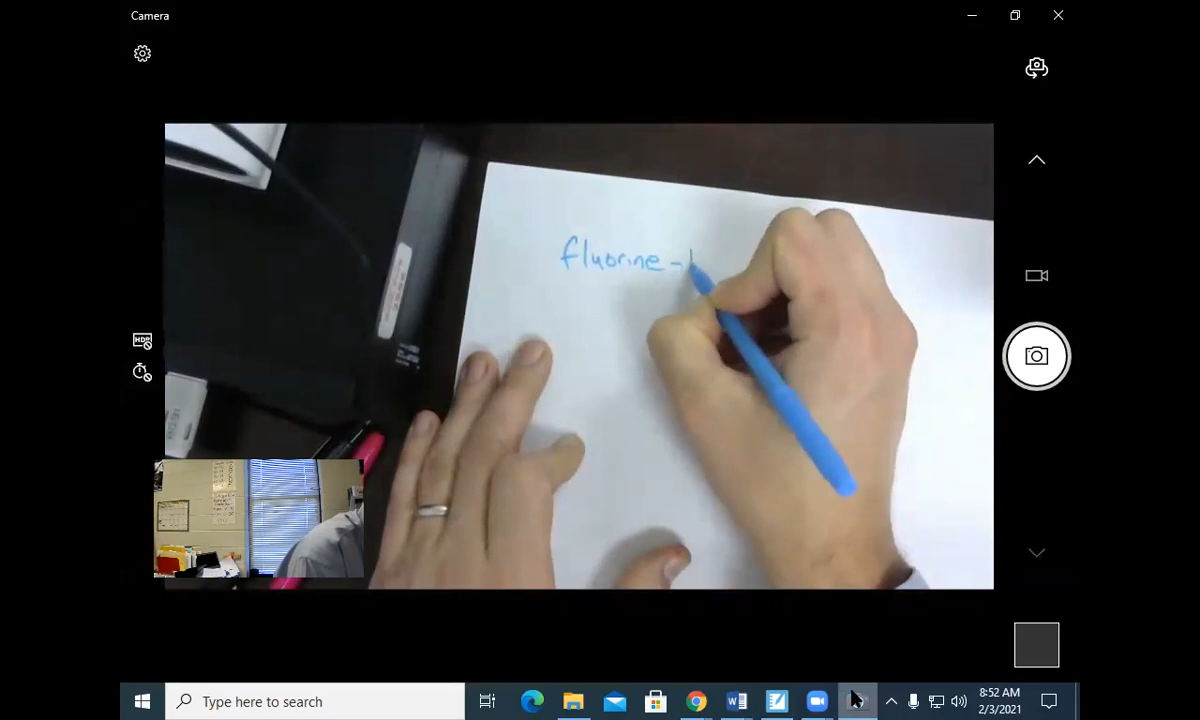 Camera
fluorine -
Type here to search
8:52 AM
2/3/2021